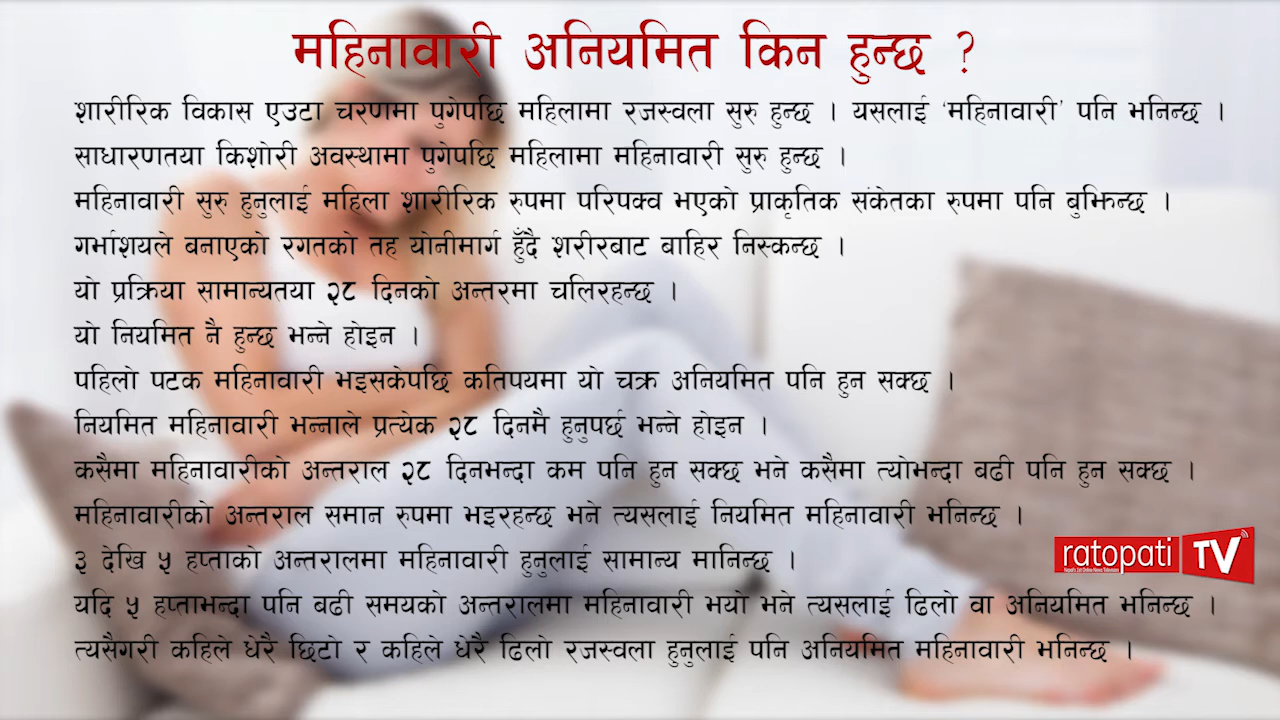 महिनावारी अनियमित किन हुन्छ ?
शारीरिक विकास एउटा चरणमा पुगेपछि महिलामा रजस्वला सुरु हुन्छ । यसलाई ‘महिनावारी’ पनि भनिन्छ ।
साधारणतया किशोरी अवस्थामा पुगेपछि महिलामा महिनावारी सुरु हुन्छ ।
महिनावारी सुरु हुनुलाई महिला शारीरिक रुपमा परिपक्व भएको प्राकृतिक संकेतका रुपमा पनि बुझिन्छ ।
गर्भाशयले बनाएको रगतको तह योनीमार्ग हुँदै शरीरबाट बाहिर निस्कन्छ ।
यो प्रक्रिया सामान्यतया २८ दिनको अन्तरमा चलिरहन्छ ।
यो नियमित नै हुन्छ भन्ने होइन ।
पहिलो पटक महिनावारी भइसकेपछि कतिपयमा यो चक्र अनियमित पनि हुन सक्छ ।
नियमित महिनावारी भन्नाले प्रत्येक २८ दिनमै हुनुपर्छ भन्ने होइन ।
कसैमा महिनावारीको अन्तराल २८ दिनभन्दा कम पनि हुन सक्छ भने कसैमा त्योभन्दा बढी पनि हुन सक्छ ।
महिनावारीको अन्तराल समान रुपमा भइरहन्छ भने त्यसलाई नियमित महिनावारी भनिन्छ ।
३ देखि ५ हप्ताको अन्तरालमा महिनावारी हुनुलाई सामान्य मानिन्छ ।
यदि ५ हप्ताभन्दा पनि बढी समयको अन्तरालमा महिनावारी भयो भने त्यसलाई ढिलो वा अनियमित भनिन्छ ।
त्यसैगरी कहिले धेरै छिटो र कहिले धेरै ढिलो रजस्वला हुनुलाई पनि अनियमित महिनावारी भनिन्छ ।
ratopati TV